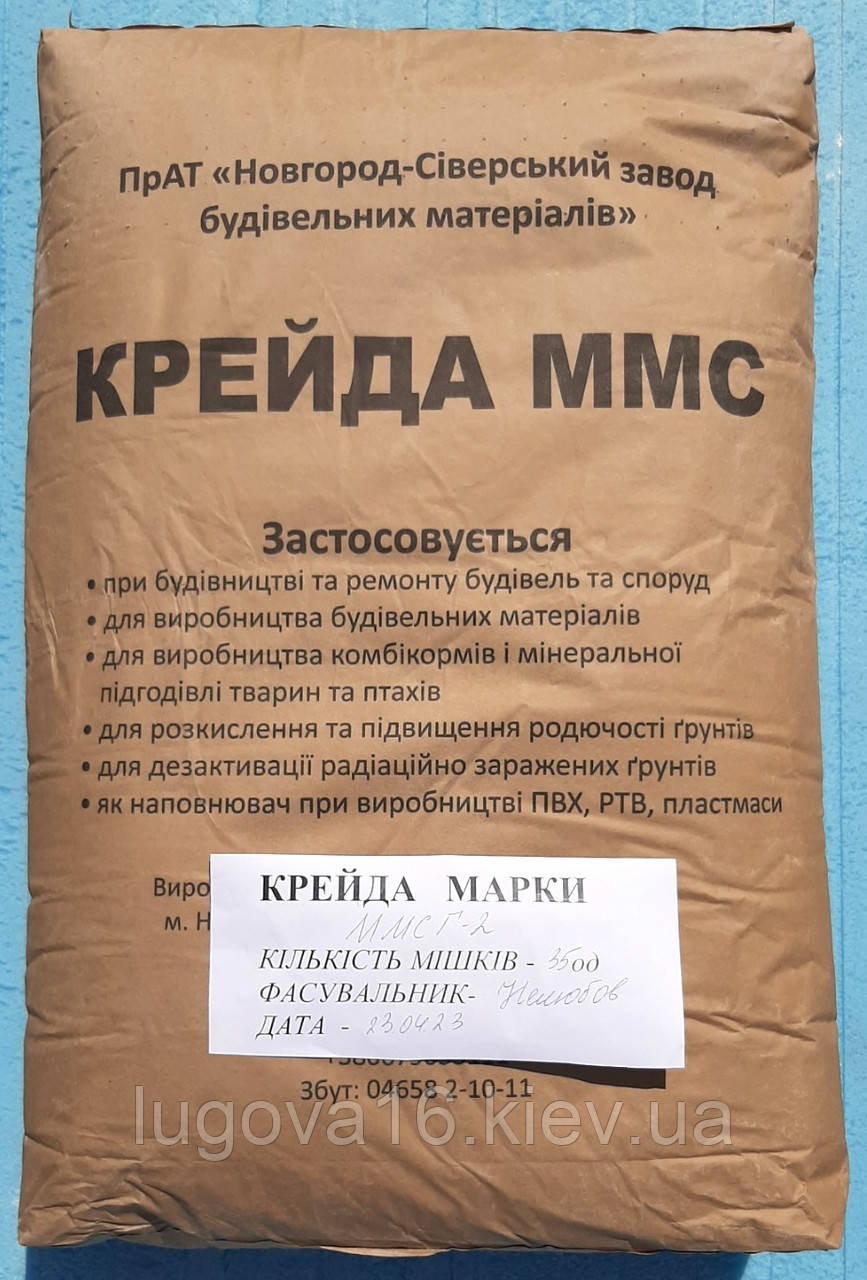 ПрАТ «Новгород-Сіверський завод
будівельних матеріалів»
КРЕЙДА ММС
Застосовується
• при будівництві та ремонту будівель та споруд
• для виробництва будівельних матеріалів
• для виробництва комбікормів і мінеральної
підгодівлі тварин та птахів
• для розкислення та підвищення родючості ґрунтів
• для дезактивації радіаційно заражених ґрунтів
• як наповнювач при виробництві ПВХ, РТВ, пластмаси
Виро
м. Н
КРЕЙДА МАРКИ
ММС П-2
КІЛЬКІСТЬ МІШКІВ - 35од
ФАСУВАЛЬНИК- Нелюбов
ДАТА - 230423
Збут: 04658 2-10-11
lugova16.kiev.ua